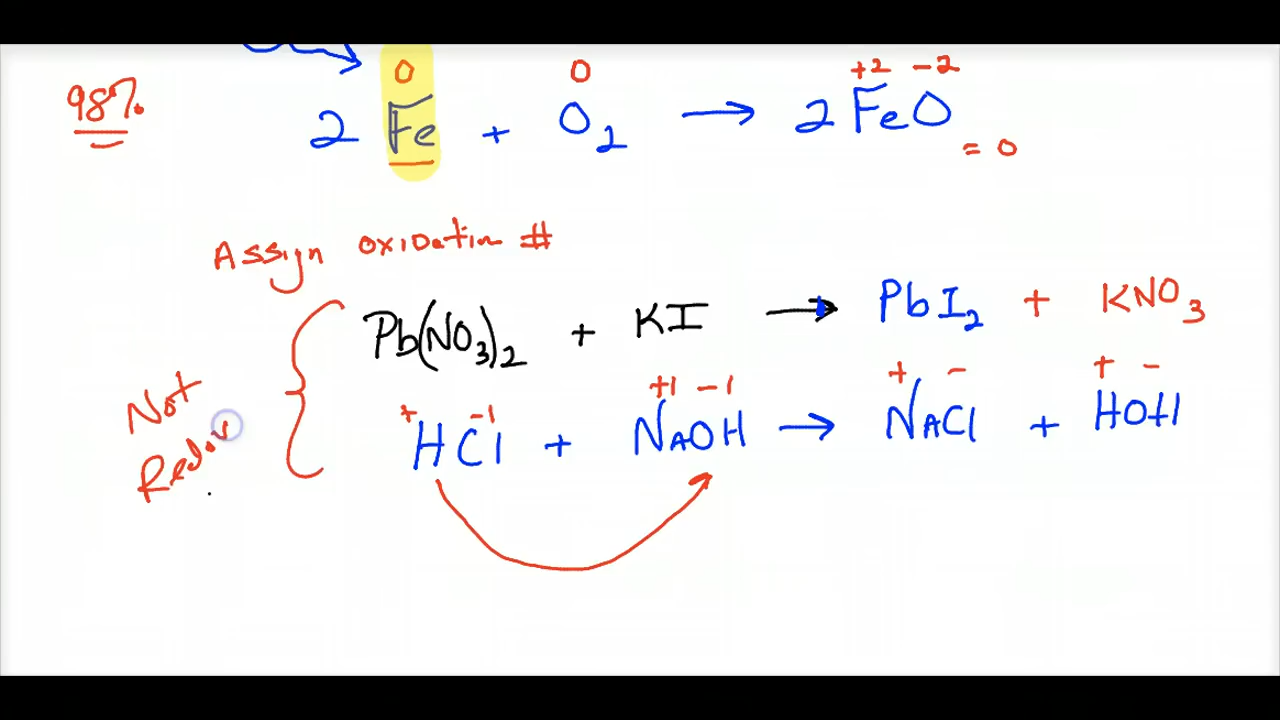 98%
0 0 +2 -2
2 Fe + O2 → 2 FeO
= 0
Assign oxidation #
Pb(NO3)2 + KI → PbI2 + KNO3
+ -1 +1 -1 + - + -
HCl + NAOH → NACl + HOH
Not
Redox